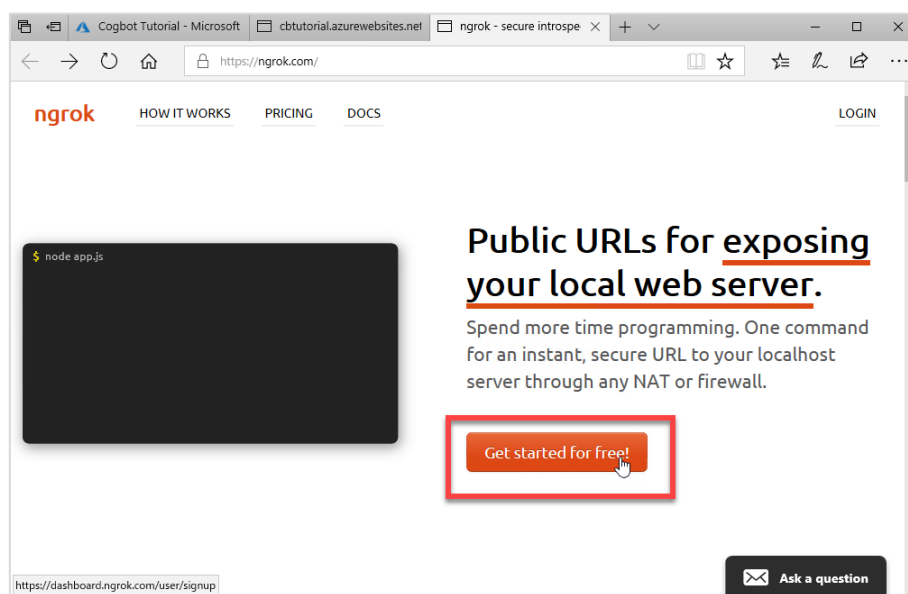 Cogbot Tutorial - Microsoft
cbtutorial.azurewebsites.net
ngrok - secure introspe
https://ngrok.com/
ngrok
HOW IT WORKS
PRICING
DOCS
LOGIN
$ node app.js
Public URLs for exposing
your local web server.
Spend more time programming. One command
for an instant, secure URL to your localhost
server through any NAT or firewall.
Get started for free!
https://dashboard.ngrok.com/user/signup
Ask a question